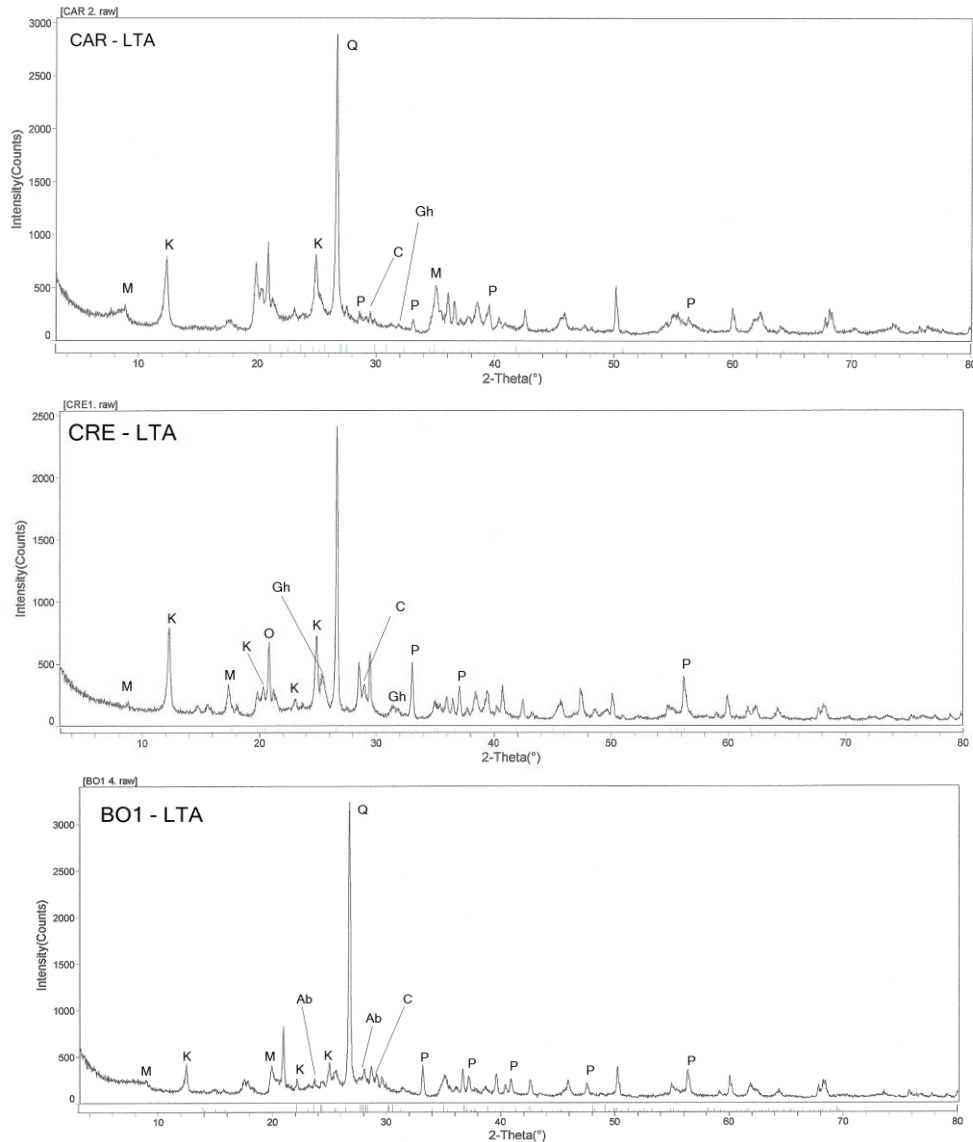 [CAR 2. raw]
CAR - LTA
Intensity(Counts)
3000
2500
2000
1500
1000
500
0
Q
K
M
K
P
C
Gh
P
M
P
P
10 20 30 40 50 60 70 80
2-Theta(°)
[CRE1. raw]
CRE - LTA
Intensity(Counts)
2500
2000
1500
1000
500
0
M
K
M
K
O
K
Gh
K
C
Gh
P
P
P
10 20 30 40 50 60 70 80
2-Theta(°)
[BO1 4. raw]
BO1 - LTA
Intensity(Counts)
3000
2500
2000
1500
1000
500
0
Q
M
K
M
K
Ab
K
Ab
C
P
P
P
P
P
10 20 30 40 50 60 70 80
2-Theta(°)